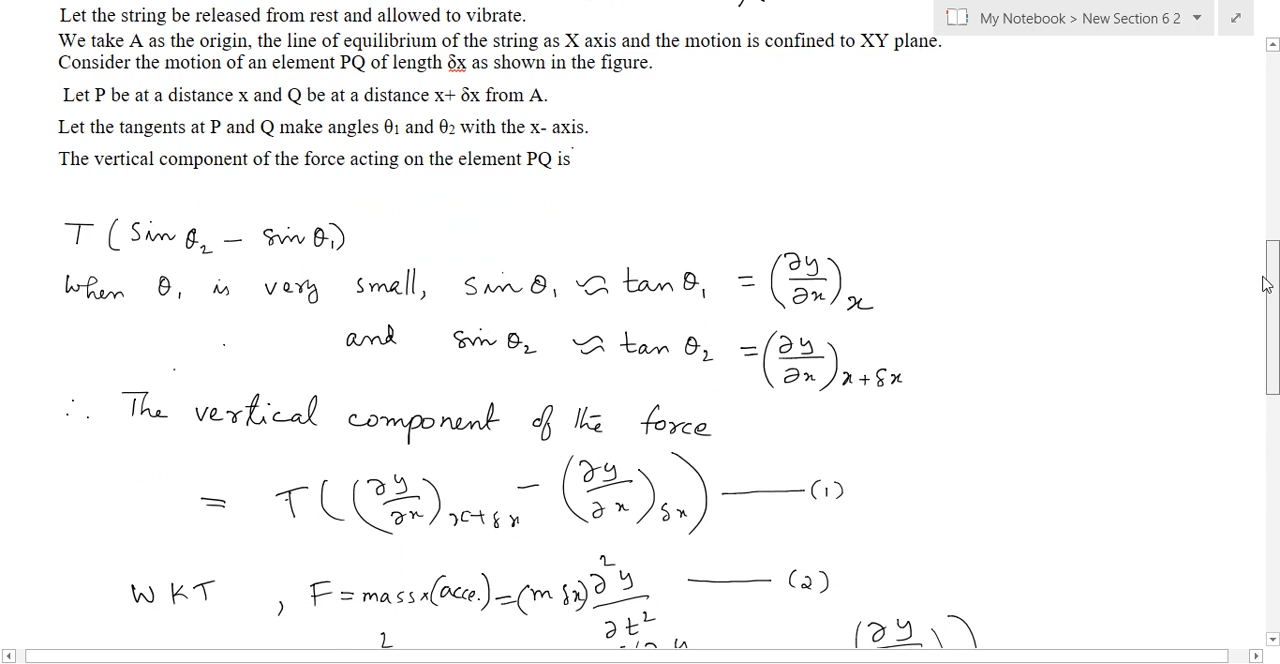 Let the string be released from rest and allowed to vibrate.
My Notebook > New Section 6 2
We take A as the origin, the line of equilibrium of the string as X axis and the motion is confined to XY plane.
Consider the motion of an element PQ of length δx as shown in the figure.
Let P be at a distance x and Q be at a distance x+ δx from A.
Let the tangents at P and Q make angles θ₁ and θ₂ with the x- axis.
The vertical component of the force acting on the element PQ is
T ( Sin θ₂ – sin θ₁)
When θ₁ is very small, sin θ₁ ≈ tan θ₁ = (∂y/∂x)ₓ
and sin θ₂ ≈ tan θ₂ = (∂y/∂x) x+δx
∴ The vertical component of the force
= T((∂y/∂x) x+δx – (∂y/∂x) δx) —— (1)
WKT , F = mass×(acce.) = (m δx) ∂²y/∂t² —— (2)